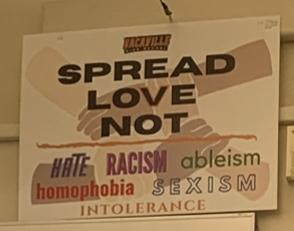 VACAVILLE
SPREAD
LOVE
NOT
HATE RACISM ableism
homophobia SEXISM
INTOLERANCE